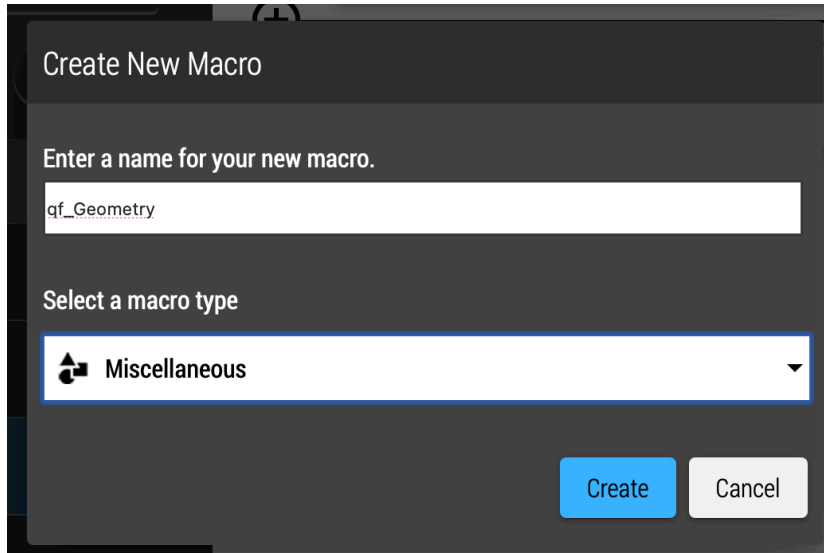 Create New Macro
Enter a name for your new macro.
qf_Geometry
Select a macro type
Miscellaneous
Create
Cancel